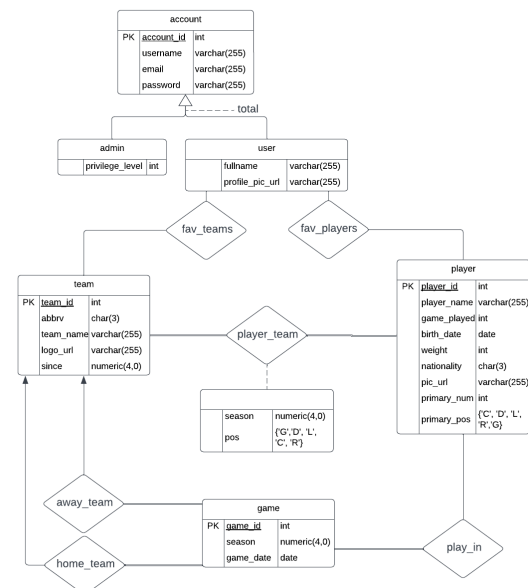 account
PK account_id int
username varchar(255)
email varchar(255)
password varchar(255)
total
admin
privilege_level int
user
fullname varchar(255)
profile_pic_url varchar(255)
fav_teams
fav_players
team
PK team_id int
abbrv char(3)
team_name varchar(255)
logo_url varchar(255)
since numeric(4,0)
player
PK player_id int
player_name varchar(255)
game_played int
birth_date date
weight int
nationality char(3)
pic_url varchar(255)
primary_num int
primary_pos {'C', 'D', 'L',
'R','G'}
player_team
season numeric(4,0)
pos {'G','D', 'L',
'C', 'R'}
away_team
home_team
game
PK game_id int
season numeric(4,0)
game_date date
play_in